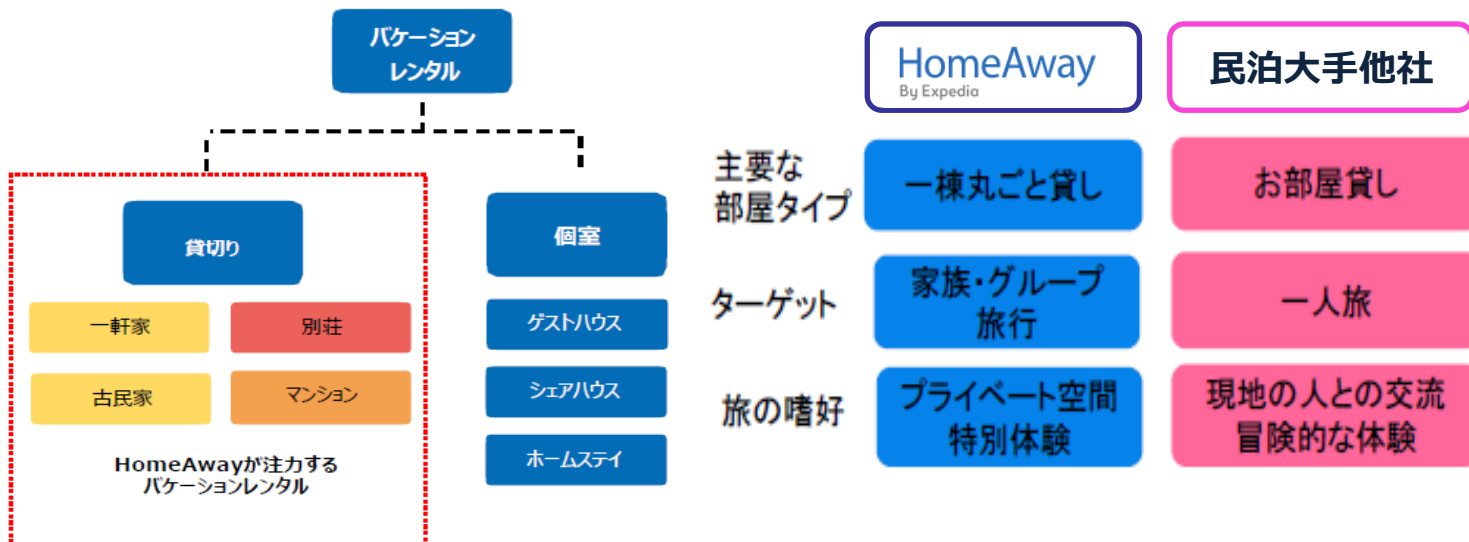 バケーション
レンタル
貸切り
一軒家
別荘
古民家
マンション
HomeAwayが注力する
バケーションレンタル
個室
ゲストハウス
シェアハウス
ホームステイ
HomeAway
By Expedia
民泊大手他社
主要な
部屋タイプ
一棟丸ごと貸し
お部屋貸し
ターゲット
家族・グループ
旅行
一人旅
旅の嗜好
プライベート空間
特別体験
現地の人との交流
冒険的な体験